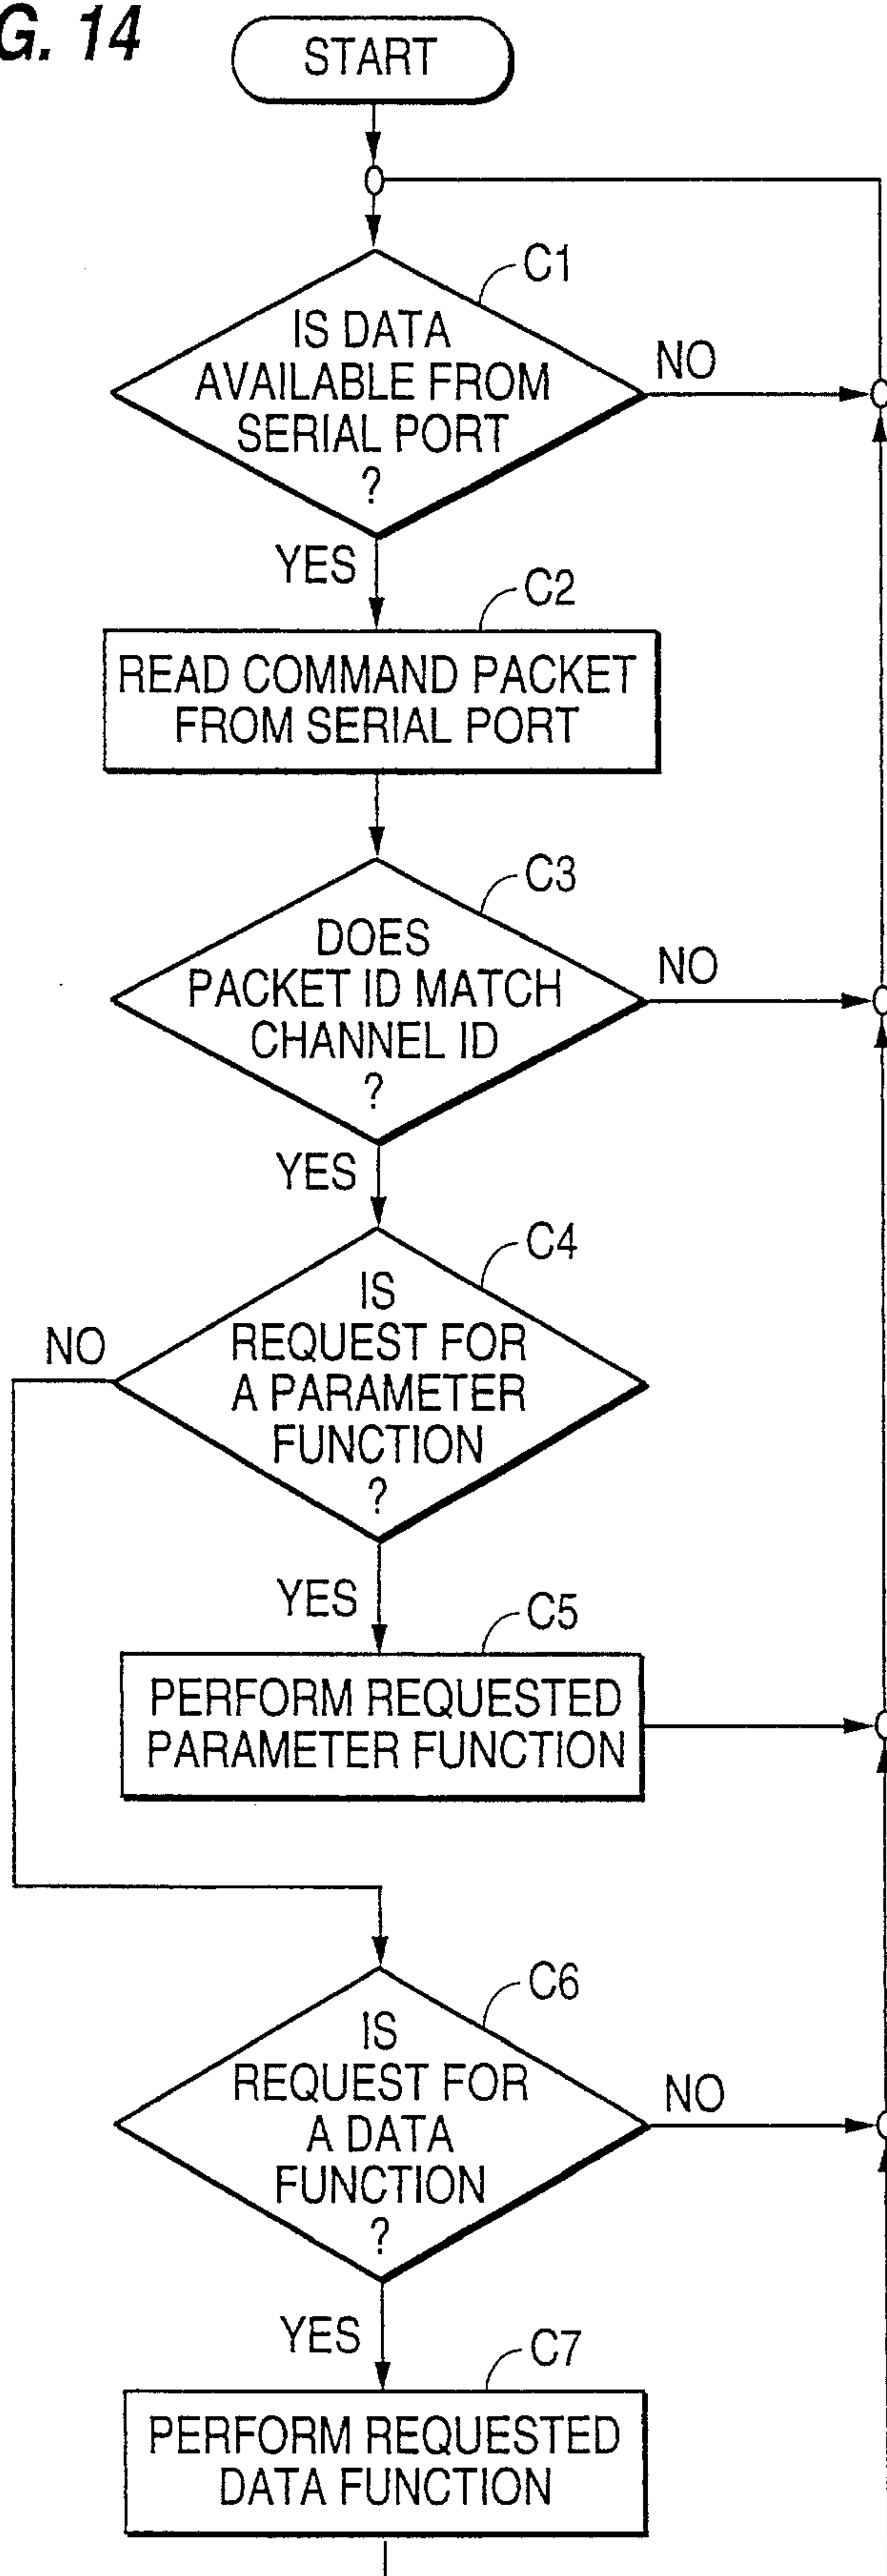 G. 14
START
C1
IS DATA
AVAILABLE FROM
SERIAL PORT
?
NO
YES
C2
READ COMMAND PACKET
FROM SERIAL PORT
C3
DOES
PACKET ID MATCH
CHANNEL ID
?
NO
YES
C4
IS
REQUEST FOR
A PARAMETER
FUNCTION
?
NO
YES
C5
PERFORM REQUESTED
PARAMETER FUNCTION
C6
IS
REQUEST FOR
A DATA
FUNCTION
?
NO
YES
C7
PERFORM REQUESTED
DATA FUNCTION